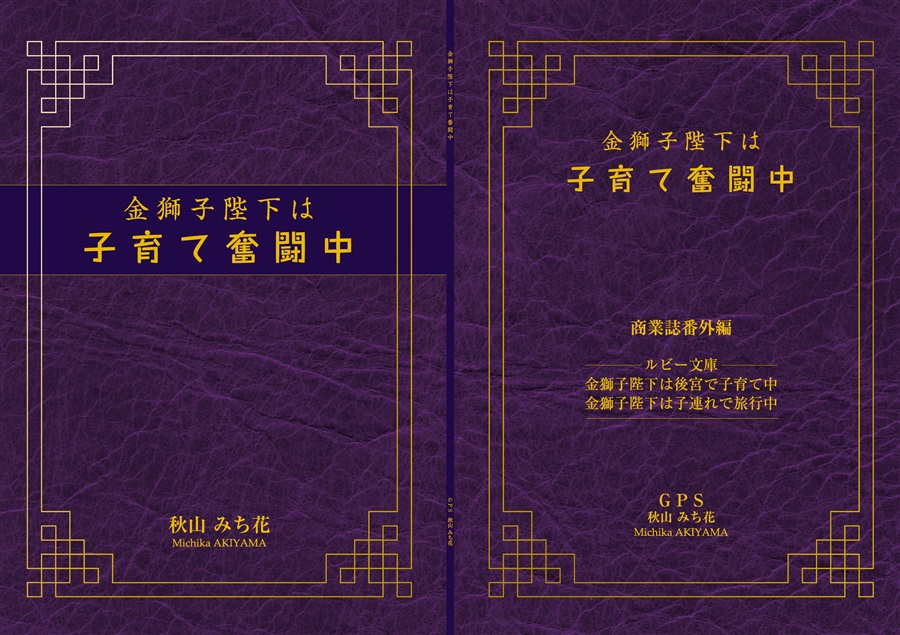 金獅子陛下は
子育て奮闘中
秋山 みち花
Michika AKIYAMA
金獅子陛下は子育て奮闘中
GPS 秋山みち花
金獅子陛下は
子育て奮闘中
商業誌番外編
ルビー文庫
金獅子陛下は後宮で子育て中
金獅子陛下は子連れで旅行中
GPS
秋山 みち花
Michika AKIYAMA